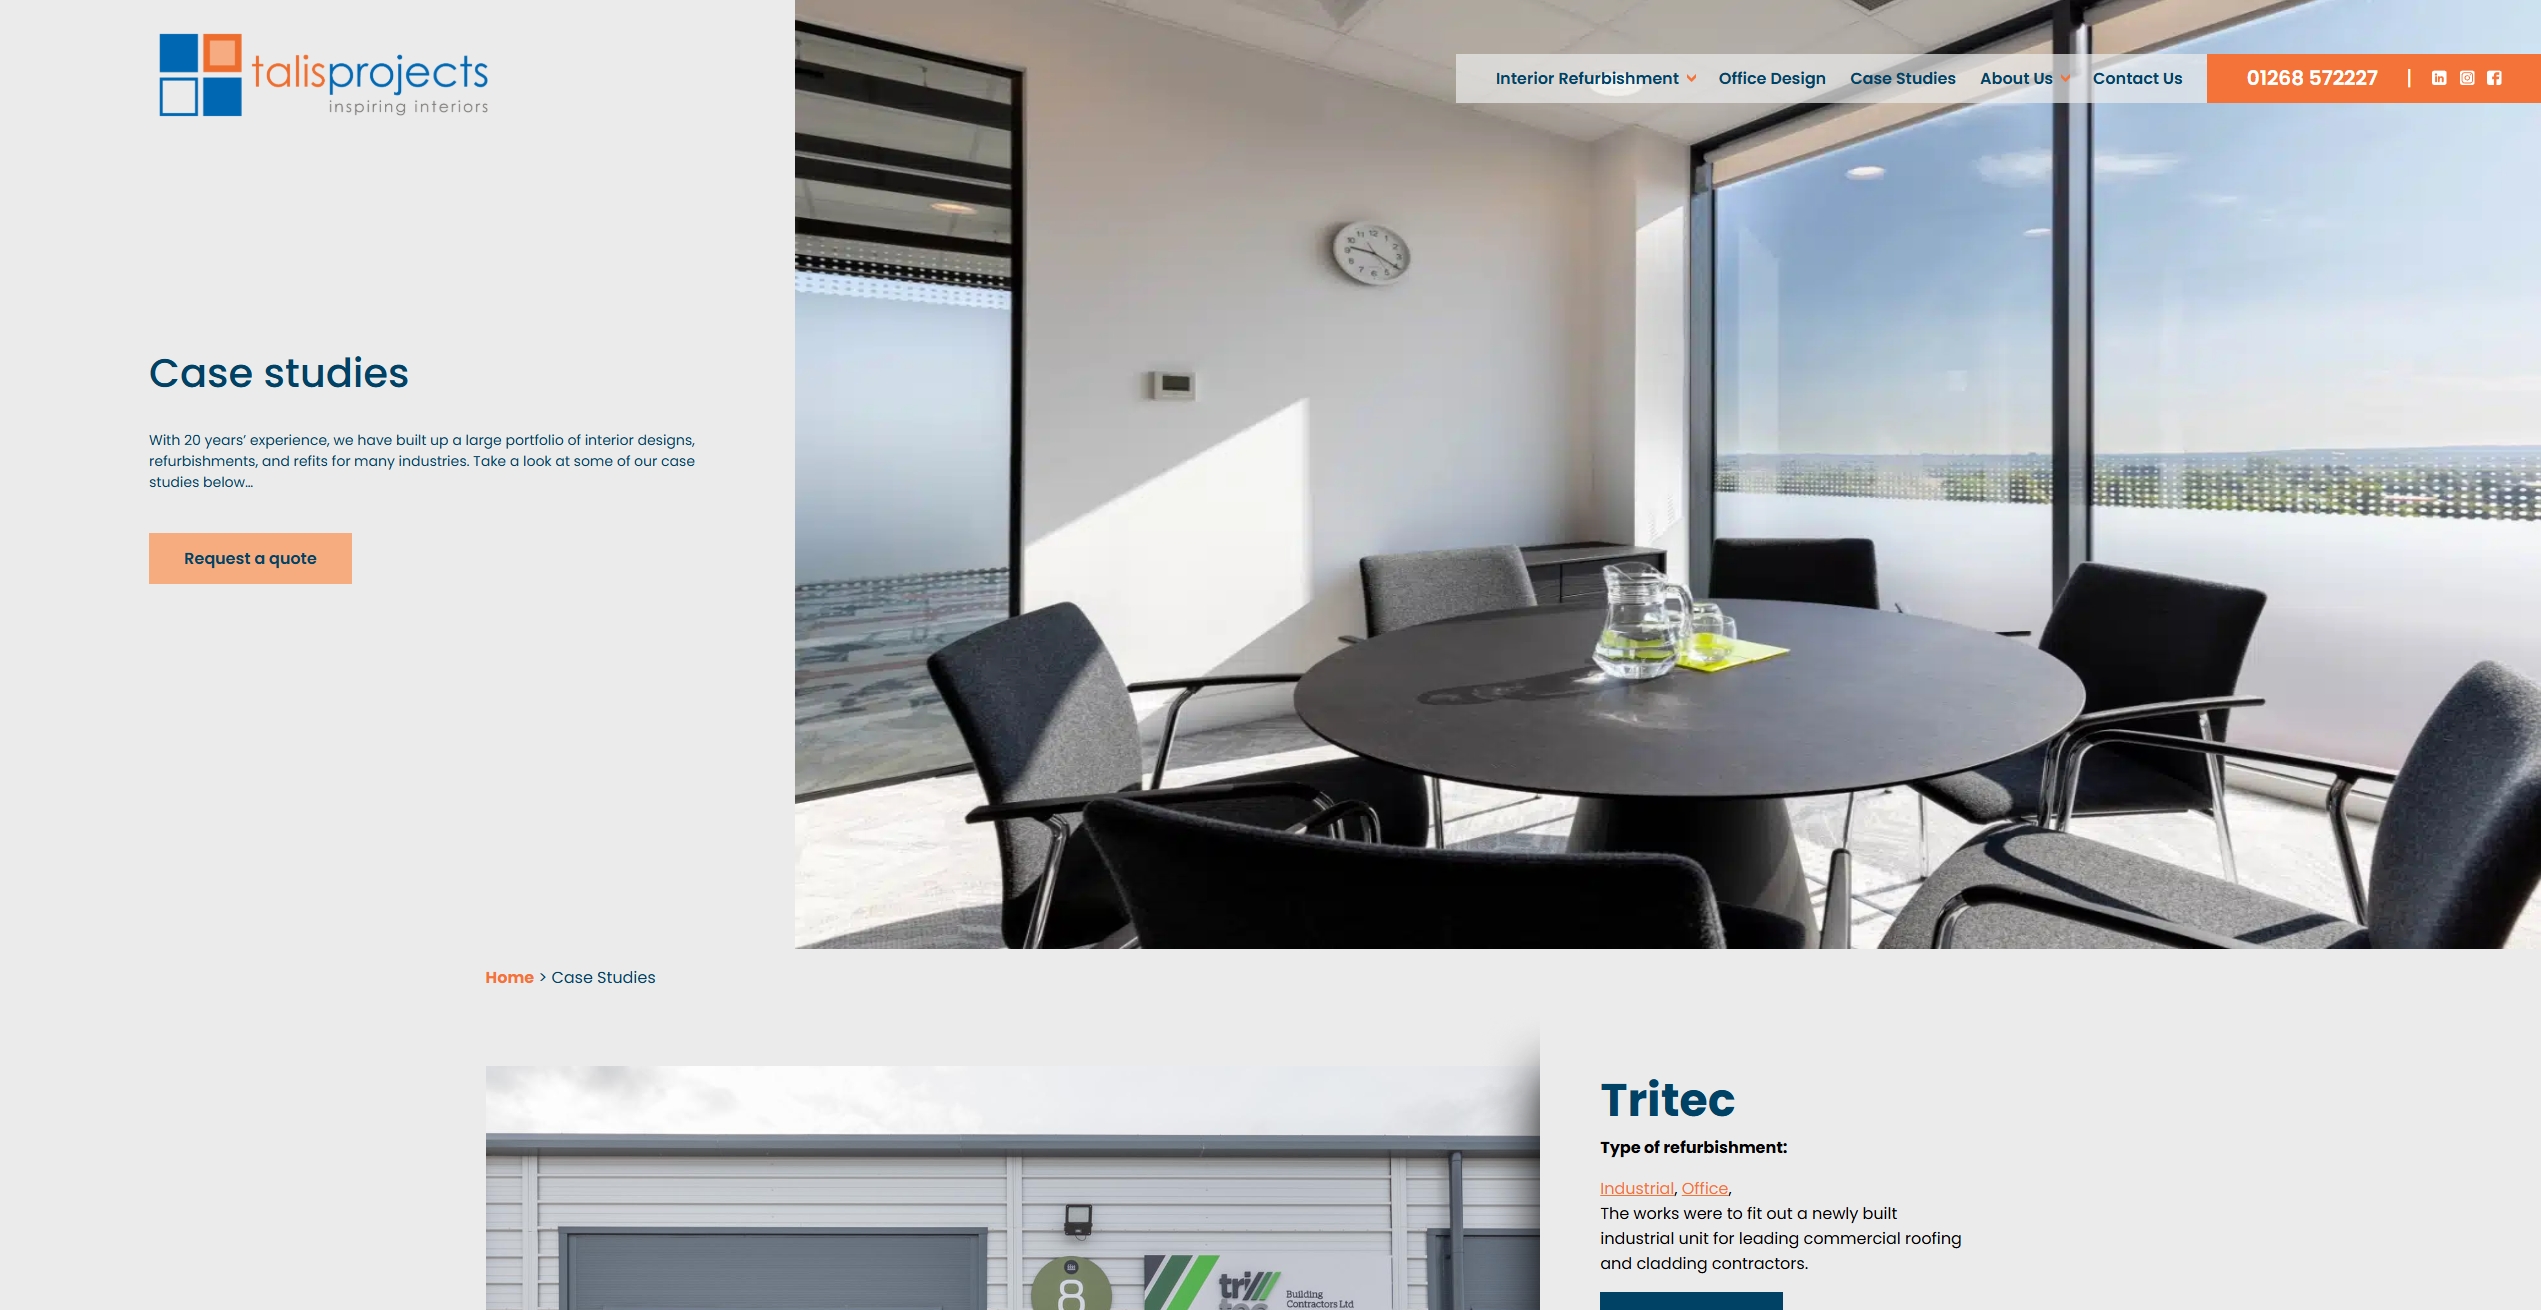 talisprojects
inspiring interiors
Interior Refurbishment
Office Design
Case Studies
About Us
Contact Us
01268 572227 |
Case studies
With 20 years’ experience, we have built up a large portfolio of interior designs,
refurbishments, and refits for many industries. Take a look at some of our case
studies below…
Request a quote
Home > Case Studies
Tritec
Type of refurbishment:
Industrial, Office,
The works were to fit out a newly built
industrial unit for leading commercial roofing
and cladding contractors.
8
tri
tec
Building
Contractors Ltd